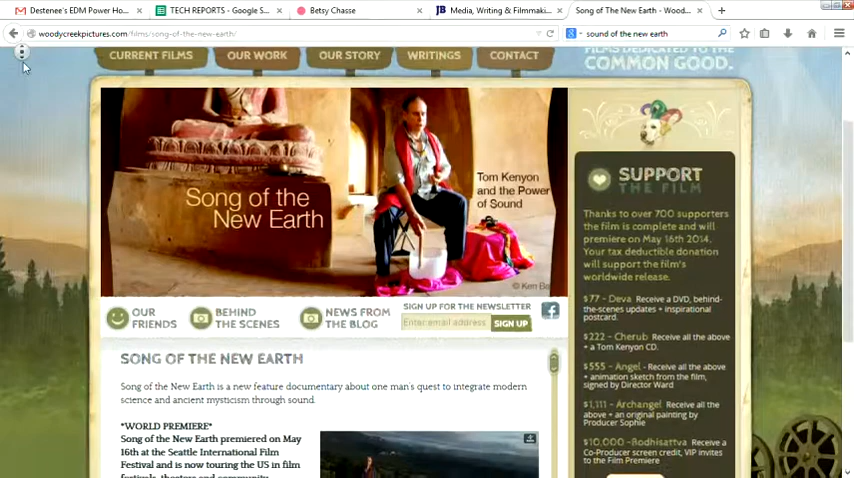 Destenee's EDM Power Ho...
TECH REPORTS - Google S...
Betsy Chasse
Media, Writing & Filmmaki...
Song of The New Earth - Wood...
woodycreekpictures.com/films/song-of-the-new-earth/
sound of the new earth
CURRENT FILMS
OUR WORK
OUR STORY
WRITINGS
CONTACT
FILMS DEDICATED TO THE
COMMON GOOD.
Song of the
New Earth
Tom Kenyon
and the Power
of Sound
© Ken Ba
SUPPORT
THE FILM
Thanks to over 700 supporters
the film is complete and will
premiere on May 16th 2014.
Your tax deductible donation
will support the film's
worldwide release.
$77 - Deva Receive a DVD, behind-
the-scenes updates + inspirational
postcard.
$222 - Cherub Receive all the above
+ a Tom Kenyon CD.
$555 - Angel - Receive all the above
+ animation sketch from the film,
signed by Director Ward
$1,111 - Archangel Receive all the
above + an original painting by
Producer Sophie
$10,000 -Bodhisattva Receive a
Co-Producer screen credit, VIP invites
to the Film Premiere
OUR
FRIENDS
BEHIND
THE SCENES
NEWS FROM
THE BLOG
SIGN UP FOR THE NEWSLETTER
Enter email address
SIGN UP
SONG OF THE NEW EARTH
Song of the New Earth is a new feature documentary about one man's quest to integrate modern
science and ancient mysticism through sound.
*WORLD PREMIERE*
Song of the New Earth premiered on May
16th at the Seattle International Film
Festival and is now touring the US in film
festivals, theaters and community